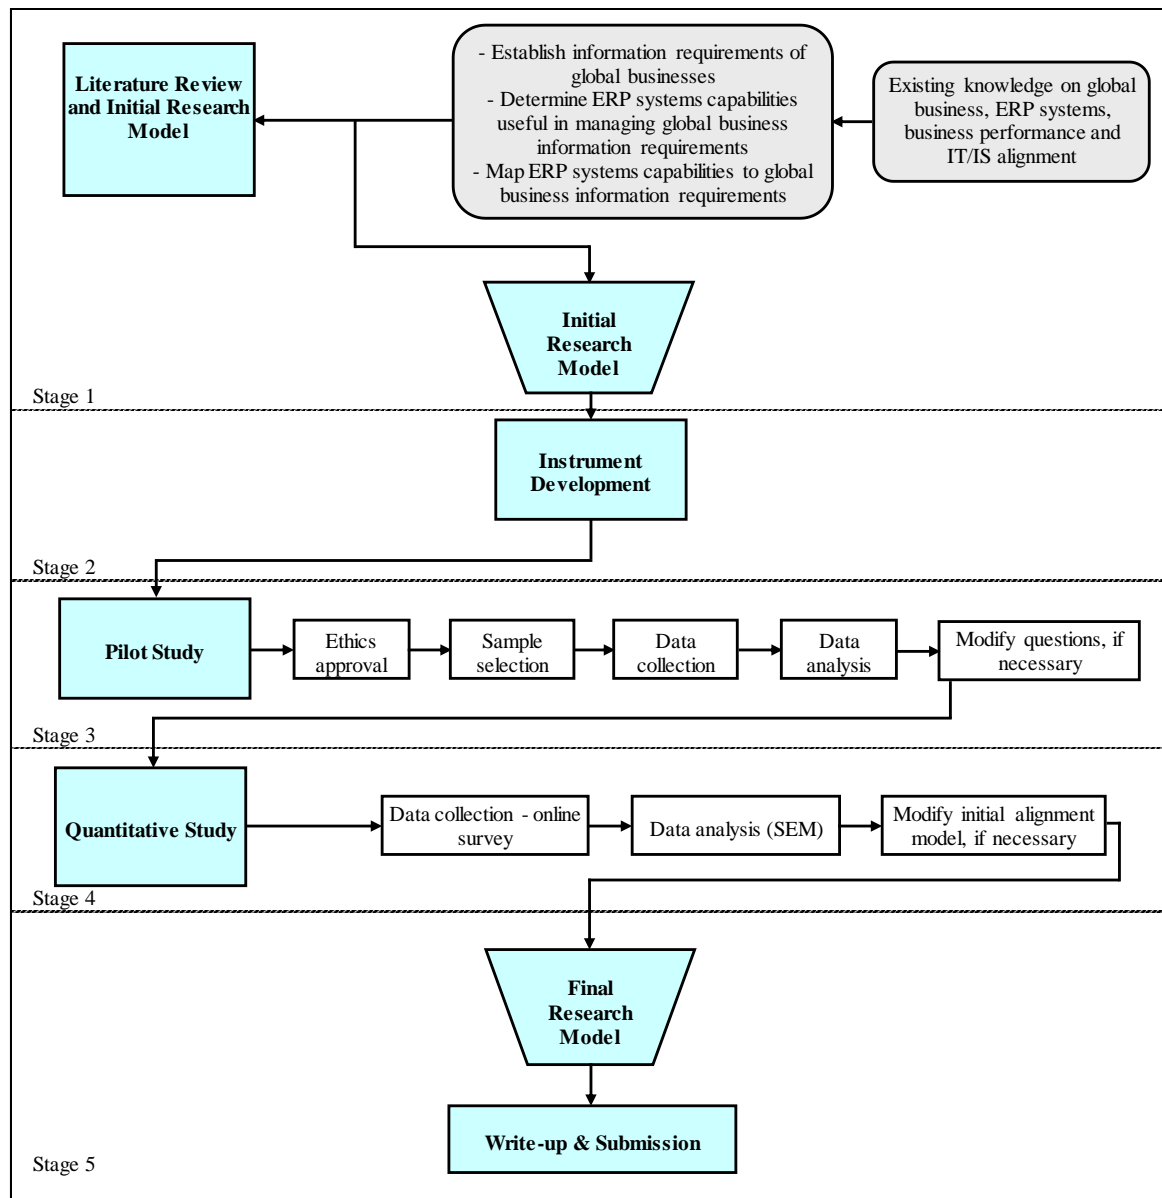 Literature Review
and Initial Research
Model
- Establish information requirements of
global businesses
- Determine ERP systems capabilities
useful in managing global business
information requirements
- Map ERP systems capabilities to global
business information requirements
Existing knowledge on global
business, ERP systems,
business performance and
IT/IS alignment
Initial
Research
Model
Stage 1
Instrument
Development
Stage 2
Pilot Study
Ethics
approval
Sample
selection
Data
collection
Data
analysis
Modify questions, if
necessary
Stage 3
Quantitative Study
Data collection - online
survey
Data analysis (SEM)
Modify initial alignment
model, if necessary
Stage 4
Final
Research
Model
Write-up & Submission
Stage 5